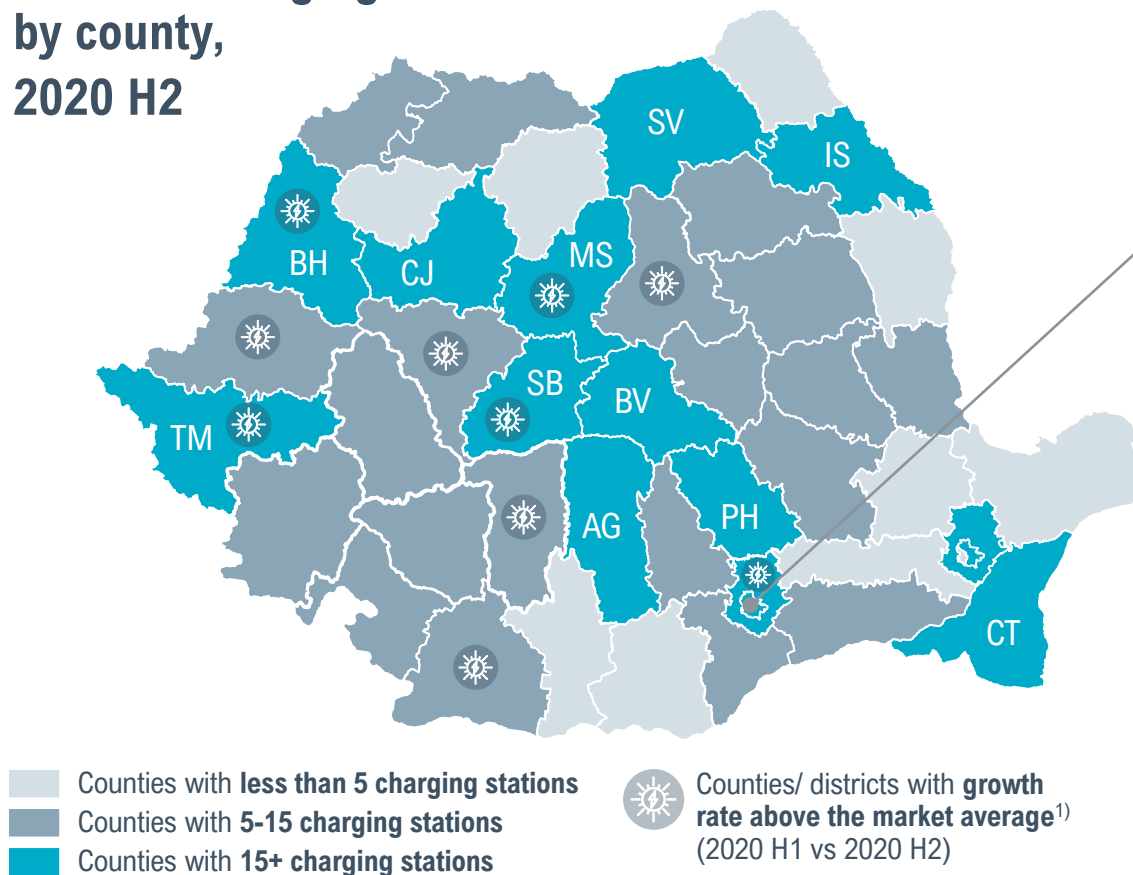 by county,
2020 H2
SV
IS
BH
CJ
MS
SB
BV
TM
AG
PH
CT
Counties with less than 5 charging stations
Counties with 5-15 charging stations
Counties with 15+ charging stations
Counties/ districts with growth
rate above the market average1)
(2020 H1 vs 2020 H2)